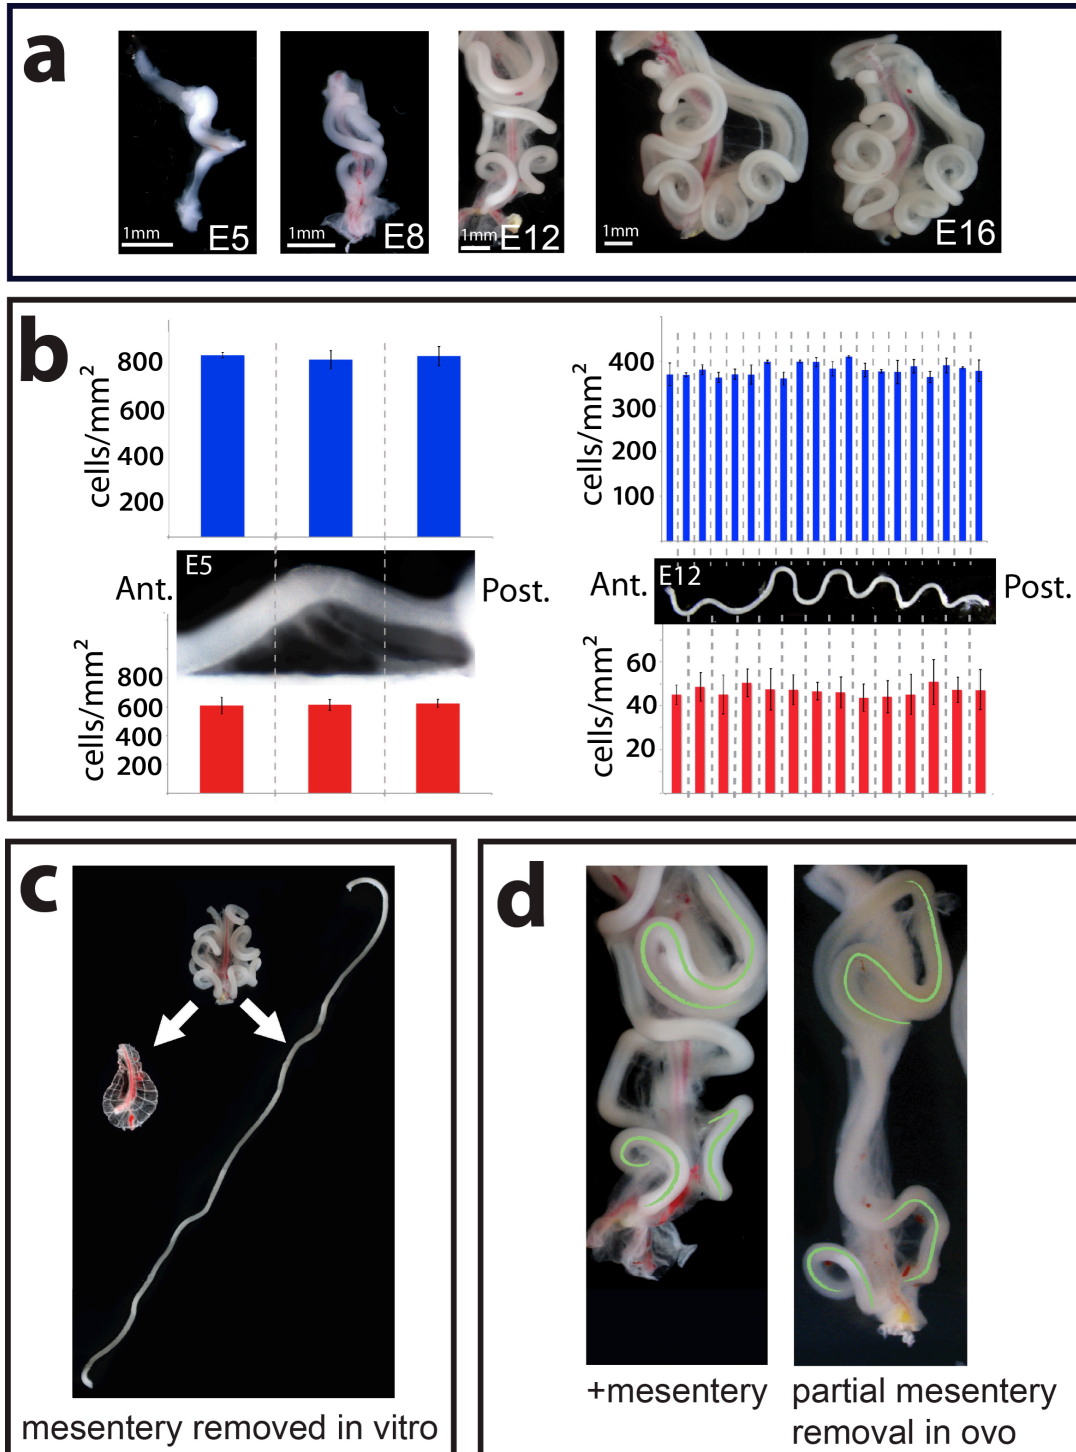 a
1mm E5
1mm E8
1mm E12
1mm E16
b
cells/mm²
800
600
400
200
cells/mm²
400
300
200
100
Ant. E5 Post.
Ant. E12 Post.
cells/mm²
800
600
400
200
cells/mm²
60
40
20
c
mesentery removed in vitro
d
+mesentery
partial mesentery
removal in ovo